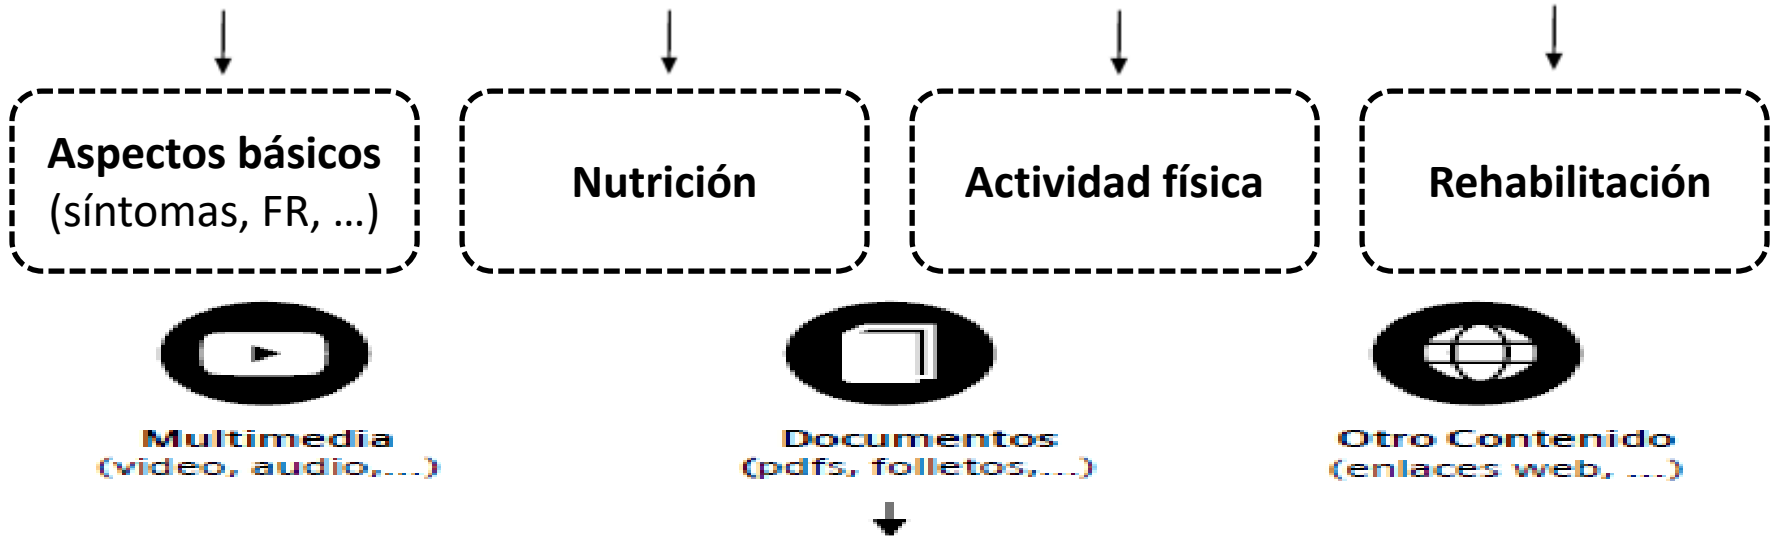 Aspectos básicos
(síntomas, FR, ...)
Nutrición
Actividad física
Rehabilitación
Multimedia
(video, audio,...)
Documentos
(pdfs, folletos,...)
Otro Contenido
(enlaces web, ...)